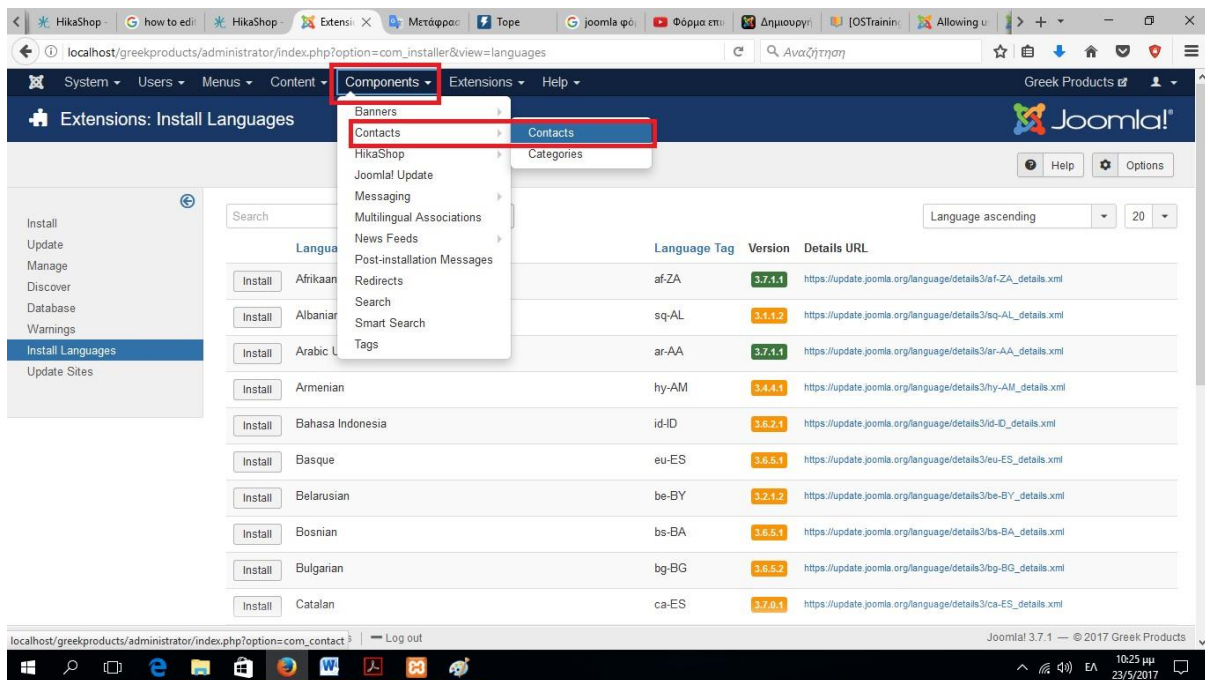 HikaShop -
how to edit
HikaShop -
Extensi
Μετάφρασ
Tope
joomla φό
Φόρμα επι
Δημιουργη
[OSTraining
Allowing u
localhost/greekproducts/administrator/index.php?option=com_installer&view=languages
Αναζήτηση
System Users Menus Content Components Extensions Help
Greek Products
Extensions: Install Languages
Joomla!®
Banners
Contacts
HikaShop
Joomla! Update
Messaging
Multilingual Associations
News Feeds
Post-installation Messages
Redirects
Search
Smart Search
Tags
Contacts
Categories
Help
Options
Install
Update
Manage
Discover
Database
Warnings
Install Languages
Update Sites
Search
Language ascending
20
Langua Language Tag Version Details URL
Install Afrikaan af-ZA 3.7.1.1 https://update.joomla.org/language/details3/af-ZA_details.xml
Install Albanian sq-AL 3.1.1.2 https://update.joomla.org/language/details3/sq-AL_details.xml
Install Arabic U ar-AA 3.7.1.1 https://update.joomla.org/language/details3/ar-AA_details.xml
Install Armenian hy-AM 3.4.4.1 https://update.joomla.org/language/details3/hy-AM_details.xml
Install Bahasa Indonesia id-ID 3.6.2.1 https://update.joomla.org/language/details3/id-ID_details.xml
Install Basque eu-ES 3.6.5.1 https://update.joomla.org/language/details3/eu-ES_details.xml
Install Belarusian be-BY 3.2.1.2 https://update.joomla.org/language/details3/be-BY_details.xml
Install Bosnian bs-BA 3.6.5.1 https://update.joomla.org/language/details3/bs-BA_details.xml
Install Bulgarian bg-BG 3.6.5.2 https://update.joomla.org/language/details3/bg-BG_details.xml
Install Catalan ca-ES 3.7.0.1 https://update.joomla.org/language/details3/ca-ES_details.xml
localhost/greekproducts/administrator/index.php?option=com_contact
Log out
Joomla! 3.7.1 — © 2017 Greek Products
ΕΛ
10:25 μμ
23/5/2017